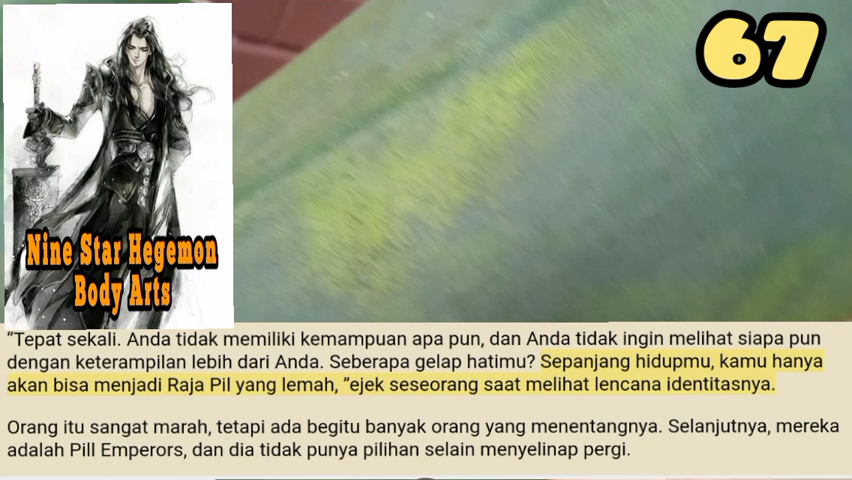 67
Nine Star Hegemon
Body Arts
“Tepat sekali. Anda tidak memiliki kemampuan apa pun, dan Anda tidak ingin melihat siapa pun
dengan keterampilan lebih dari Anda. Seberapa gelap hatimu? Sepanjang hidupmu, kamu hanya
akan bisa menjadi Raja Pil yang lemah, ”ejek seseorang saat melihat lencana identitasnya.
Orang itu sangat marah, tetapi ada begitu banyak orang yang menentangnya. Selanjutnya, mereka
adalah Pill Emperors, dan dia tidak punya pilihan selain menyelinap pergi.